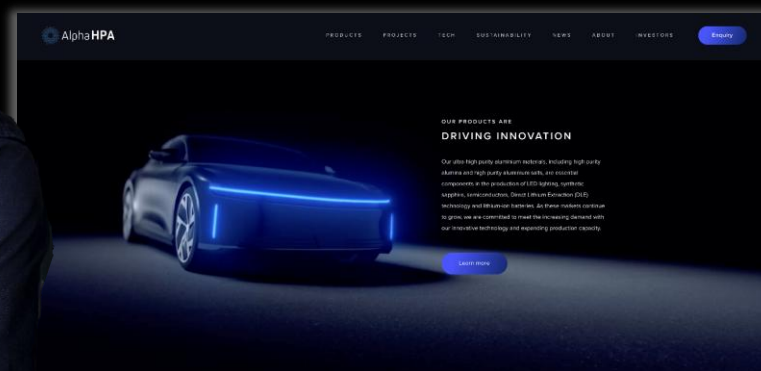 Alpha HPA
PRODUCTS PROJECTS TECH SUSTAINABILITY NEWS ABOUT INVESTORS Enquiry
OUR PRODUCTS ARE
DRIVING INNOVATION
Our ultra-high purity aluminium materials, including high purity
alumina and high purity aluminium salts, are essential
components in the production of LED lighting, synthetic
sapphire, semiconductors, Direct Lithium Extraction (DLE)
technology and lithium-ion batteries. As these markets continue
to grow, we are committed to meet the increasing demand with
our innovative technology and expanding production capacity.
Learn more